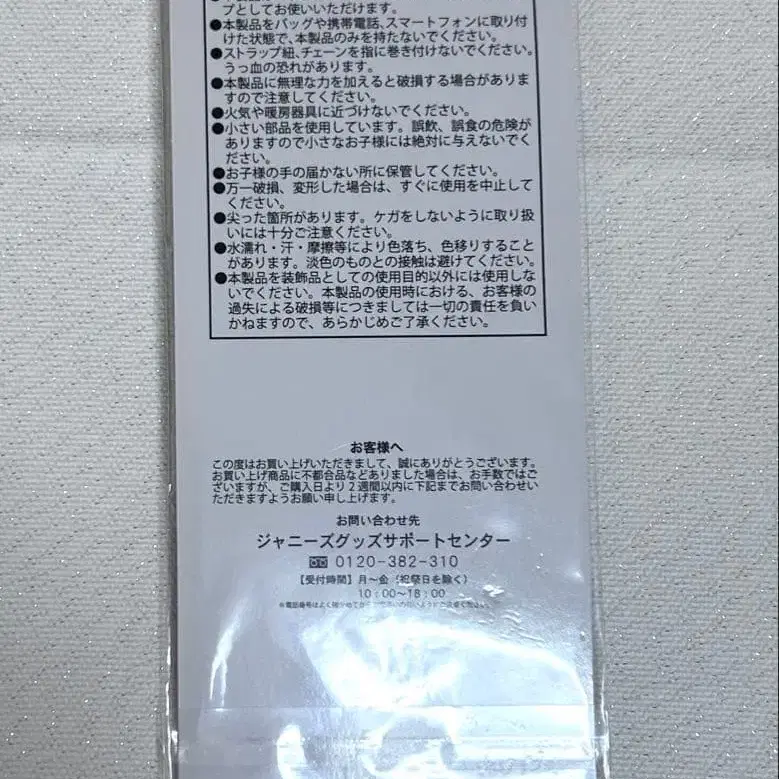 プとしてお使いいただけます。
●本製品をバッグや携帯電話、スマートフォンに取り付
けた状態で、本製品のみを持たないでください。
●ストラップ紐、チェーンを指に巻き付けないでください。
うっ血の恐れがあります。
●本製品に無理な力を加えると破損する場合がありま
すので注意してください。
●火気や暖房器具に近づけないでください。
●小さい部品を使用しています。誤飲、誤食の危険が
ありますので小さなお子様には絶対に与えないでく
ださい。
●お子様の手の届かない所に保管してください。
●万一破損、変形した場合は、すぐに使用を中止して
ください。
●尖った箇所があります。ケガをしないように取り扱
いには十分ご注意ください。
●水濡れ・汗・摩擦等により色落ち、色移りすること
があります。淡色のものとの接触は避けてください。
●本製品を装飾品としての使用目的以外には使用しな
いでください。本製品の使用時における、お客様の
過失による破損等につきましては一切の責任を負い
かねますので、あらかじめご了承ください。
お客様へ
この度はお買い上げいただきまして、誠にありがとうございます。
お買い上げ商品に不都合品などありました場合は、お手数ではご
ざいますが、ご購入日より2週間以内に下記までお問い合わせい
ただきますようお願い申し上げます。
お問い合わせ先
ジャニーズグッズサポートセンター
0120-382-310
【受付時間】月〜金（祝祭日を除く）
10:00〜18:00
※電話番号はよく確かめて